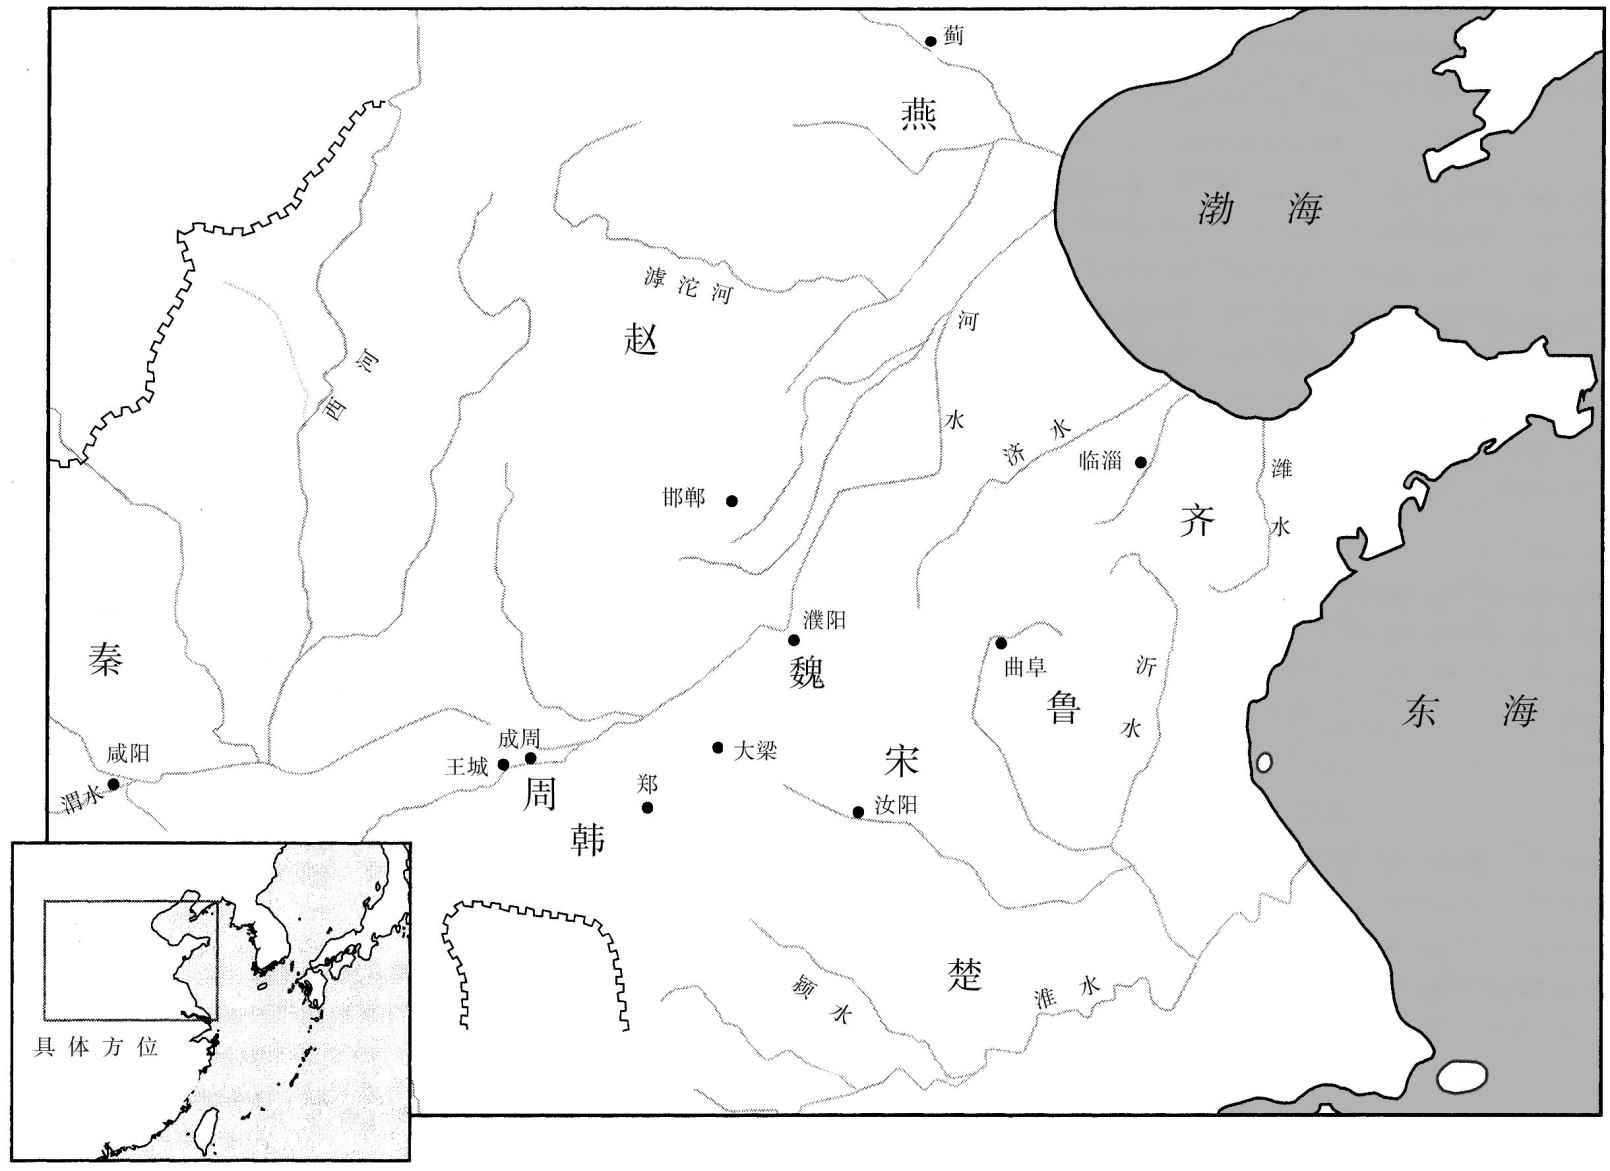 蓟
燕
渤海
滹沱河
赵
河水
西河
济水
临淄
潍水
邯郸
齐
濮阳
魏
秦
曲阜
鲁
沂水
东海
咸阳
渭水
成周
王城
周
大梁
宋
郑
汝阳
韩
楚
颍水
淮水
具体方位